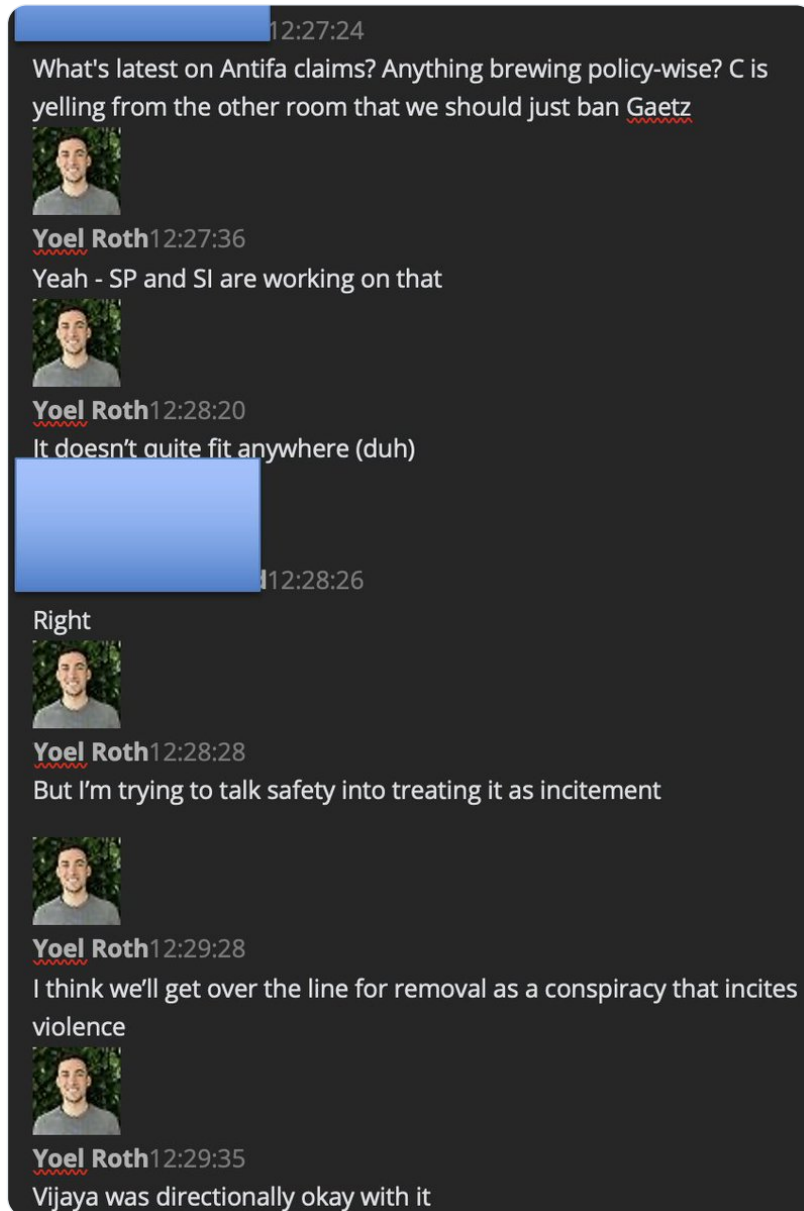 12:27:24
What's latest on Antifa claims? Anything brewing policy-wise? C is
yelling from the other room that we should just ban Gaetz
Yoel Roth12:27:36
Yeah - SP and SI are working on that
Yoel Roth12:28:20
It doesn't quite fit anywhere (duh)
12:28:26
Right
Yoel Roth12:28:28
But I'm trying to talk safety into treating it as incitement
Yoel Roth12:29:28
I think we'll get over the line for removal as a conspiracy that incites
violence
Yoel Roth12:29:35
Vijaya was directionally okay with it